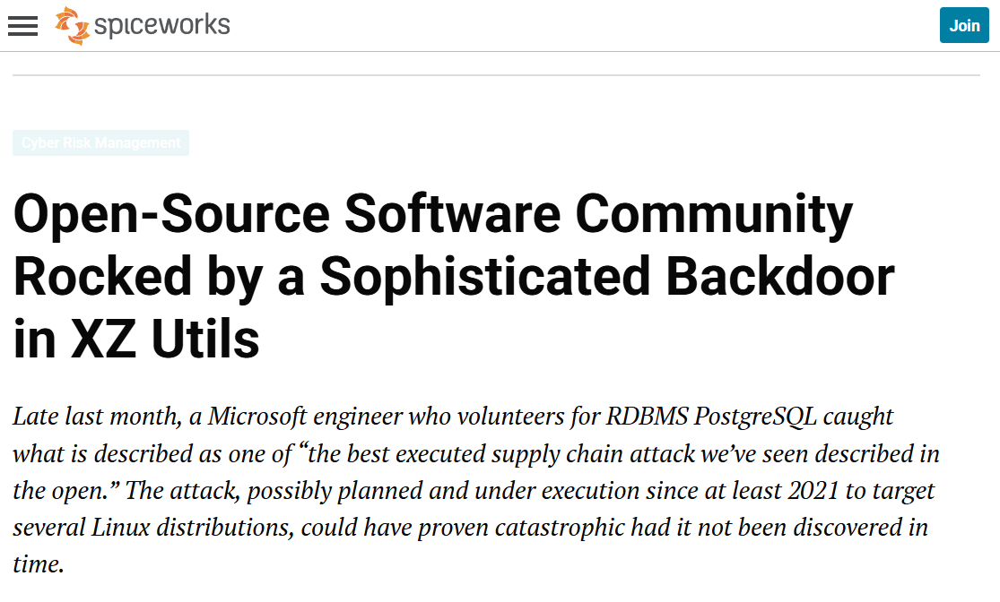 spiceworks
Join
Cyber Risk Management
Open-Source Software Community
Rocked by a Sophisticated Backdoor
in XZ Utils
Late last month, a Microsoft engineer who volunteers for RDBMS PostgreSQL caught
what is described as one of “the best executed supply chain attack we’ve seen described in
the open.” The attack, possibly planned and under execution since at least 2021 to target
several Linux distributions, could have proven catastrophic had it not been discovered in
time.